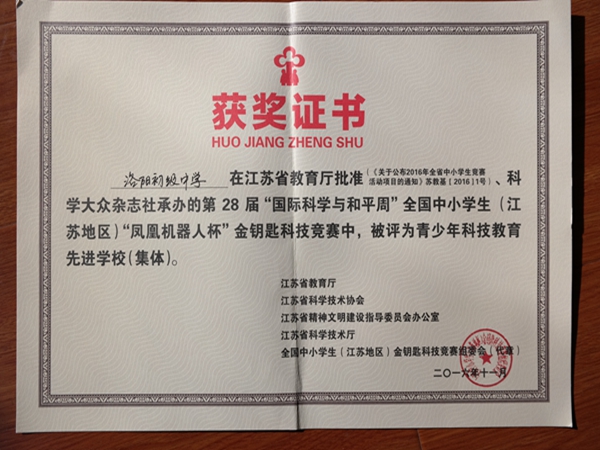 获奖证书
HUO JIANG ZHENG SHU
洛阳初级中学 在江苏省教育厅批准(《关于公布2016年全省中小学生竞赛活动项目的通知》苏教基[2016]1号)、科
学大众杂志社承办的第 28 届“国际科学与和平周”全国中小学生(江
苏地区)“凤凰机器人杯”金钥匙科技竞赛中,被评为青少年科技教育
先进学校(集体)。
江苏省教育厅
江苏省科学技术协会
江苏省精神文明建设指导委员会办公室
江苏省科学技术厅
全国中小学生(江苏地区)金钥匙科技竞赛组委会(代章)
二〇一六年十一月